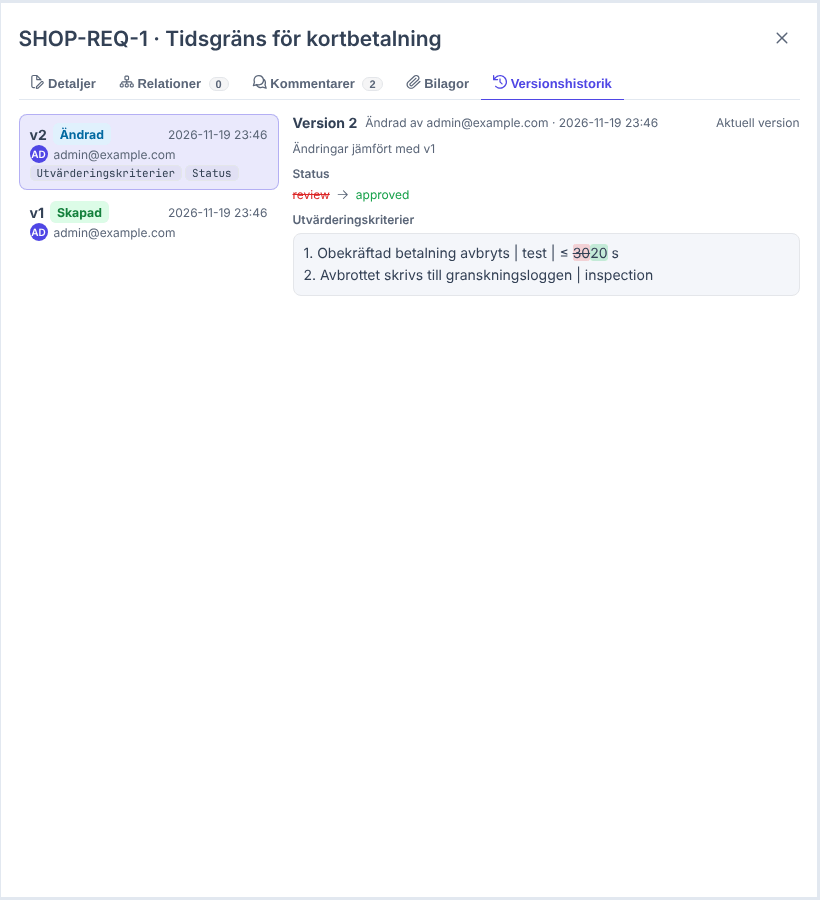 SHOP-REQ-1 · Tidsgräns för kortbetalning
Detaljer
Relationer 0
Kommentarer 2
Bilagor
Versionshistorik
v2 Ändrad 2026-11-19 23:46
AD admin@example.com
Utvärderingskriterier Status
v1 Skapad 2026-11-19 23:46
AD admin@example.com
Version 2 Ändrad av admin@example.com · 2026-11-19 23:46 Aktuell version
Ändringar jämfört med v1
Status
review → approved
Utvärderingskriterier
1. Obekräftad betalning avbryts | test | ≤ 3020 s
2. Avbrottet skrivs till granskningsloggen | inspection